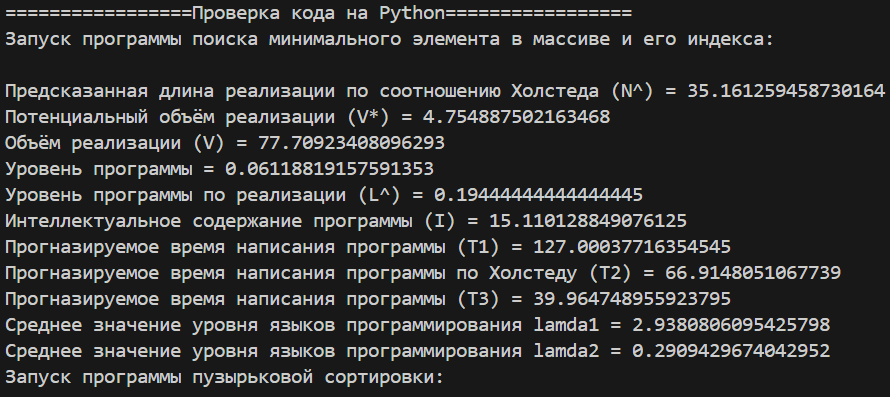 =================Проверка кода на Python=================
Запуск программы поиска минимального элемента в массиве и его индекса:
Предсказанная длина реализации по соотношению Холстеда (N^) = 35.161259458730164
Потенциальный объём реализации (V*) = 4.754887502163468
Объём реализации (V) = 77.70923408096293
Уровень программы = 0.06118819157591353
Уровень программы по реализации (L^) = 0.19444444444444445
Интеллектуальное содержание программы (I) = 15.110128849076125
Прогназируемое время написания программы (T1) = 127.00037716354545
Прогназируемое время написания программы по Холстеду (T2) = 66.9148051067739
Прогназируемое время написания программы (T3) = 39.964748955923795
Среднее значение уровня языков программирования lamda1 = 2.9380806095425798
Среднее значение уровня языков программирования lamda2 = 0.2909429674042952
Запуск программы пузырьковой сортировки: